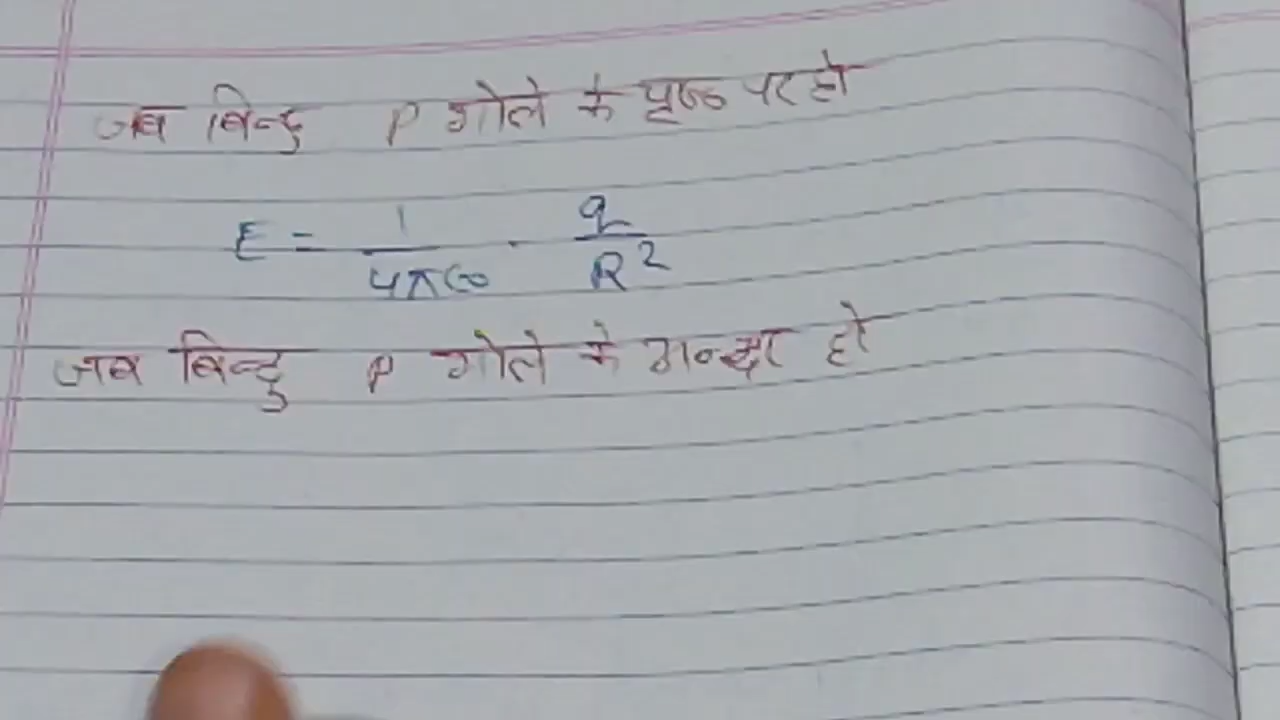 जब बिन्दु P गोले के पृष्ठ पर हो
E = 1/4πε₀ · q/R²
जब बिन्दु P गोले के अन्दर हो